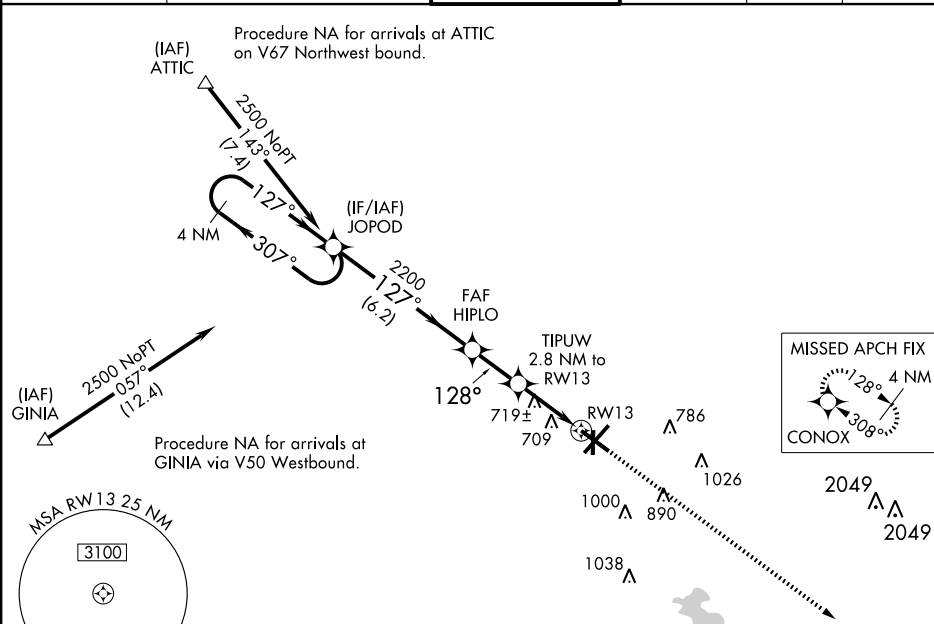 Procedure NA for arrivals at ATTIC
on V67 Northwest bound.
(IAF)
ATTIC
2500 NoPT
143°
(7.4)
127°
(IF/IAF)
JOPOD
4 NM
307°
2200
127°
(6.2)
FAF
HIPLO
TIPUW
2.8 NM to
RW13
128°
719±
709
RW13
786
1026
1000
890
1038
2049
2049
MISSED APCH FIX
128°
4 NM
308°
CONOX
2500 NoPT
057°
(12.4)
(IAF)
GINIA
Procedure NA for arrivals at
GINIA via V50 Westbound.
MSA RW13 25 NM
3100